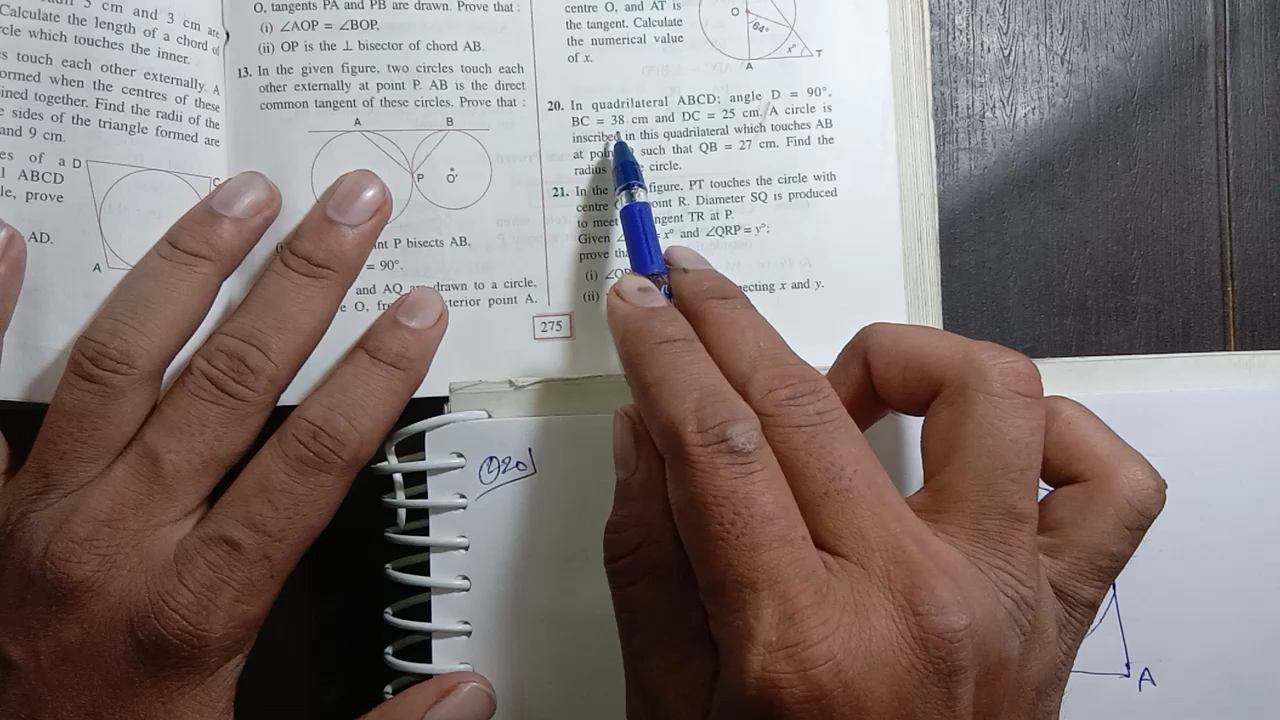 5 cm and 3 cm are
Calculate the length of a chord of
cle which touches the inner.
s touch each other externally. A
ormed when the centres of these
ined together. Find the radii of the
e sides of the triangle formed are
and 9 cm.
es of a
l ABCD
le, prove
AD.
D
A
O, tangents PA and PB are drawn. Prove that :
(i) ∠AOP = ∠BOP,
(ii) OP is the ⊥ bisector of chord AB.
13. In the given figure, two circles touch each
other externally at point P. AB is the direct
common tangent of these circles. Prove that :
A B
P O'
nt P bisects AB.
= 90°.
and AQ are drawn to a circle,
e O, terior point A.
275
centre O, and AT is
the tangent. Calculate
the numerical value
of x.
O
64°
x°
A T
20. In quadrilateral ABCD; angle D = 90°,
BC = 38 cm and DC = 25 cm. A circle is
inscribed in this quadrilateral which touches AB
at point such that QB = 27 cm. Find the
radius circle.
21. In the figure, PT touches the circle with
centre oint R. Diameter SQ is produced
to meet ngent TR at P.
Given x° and ∠QRP = y°;
prove
(i)
(ii) ecting x and y.
Q20
A